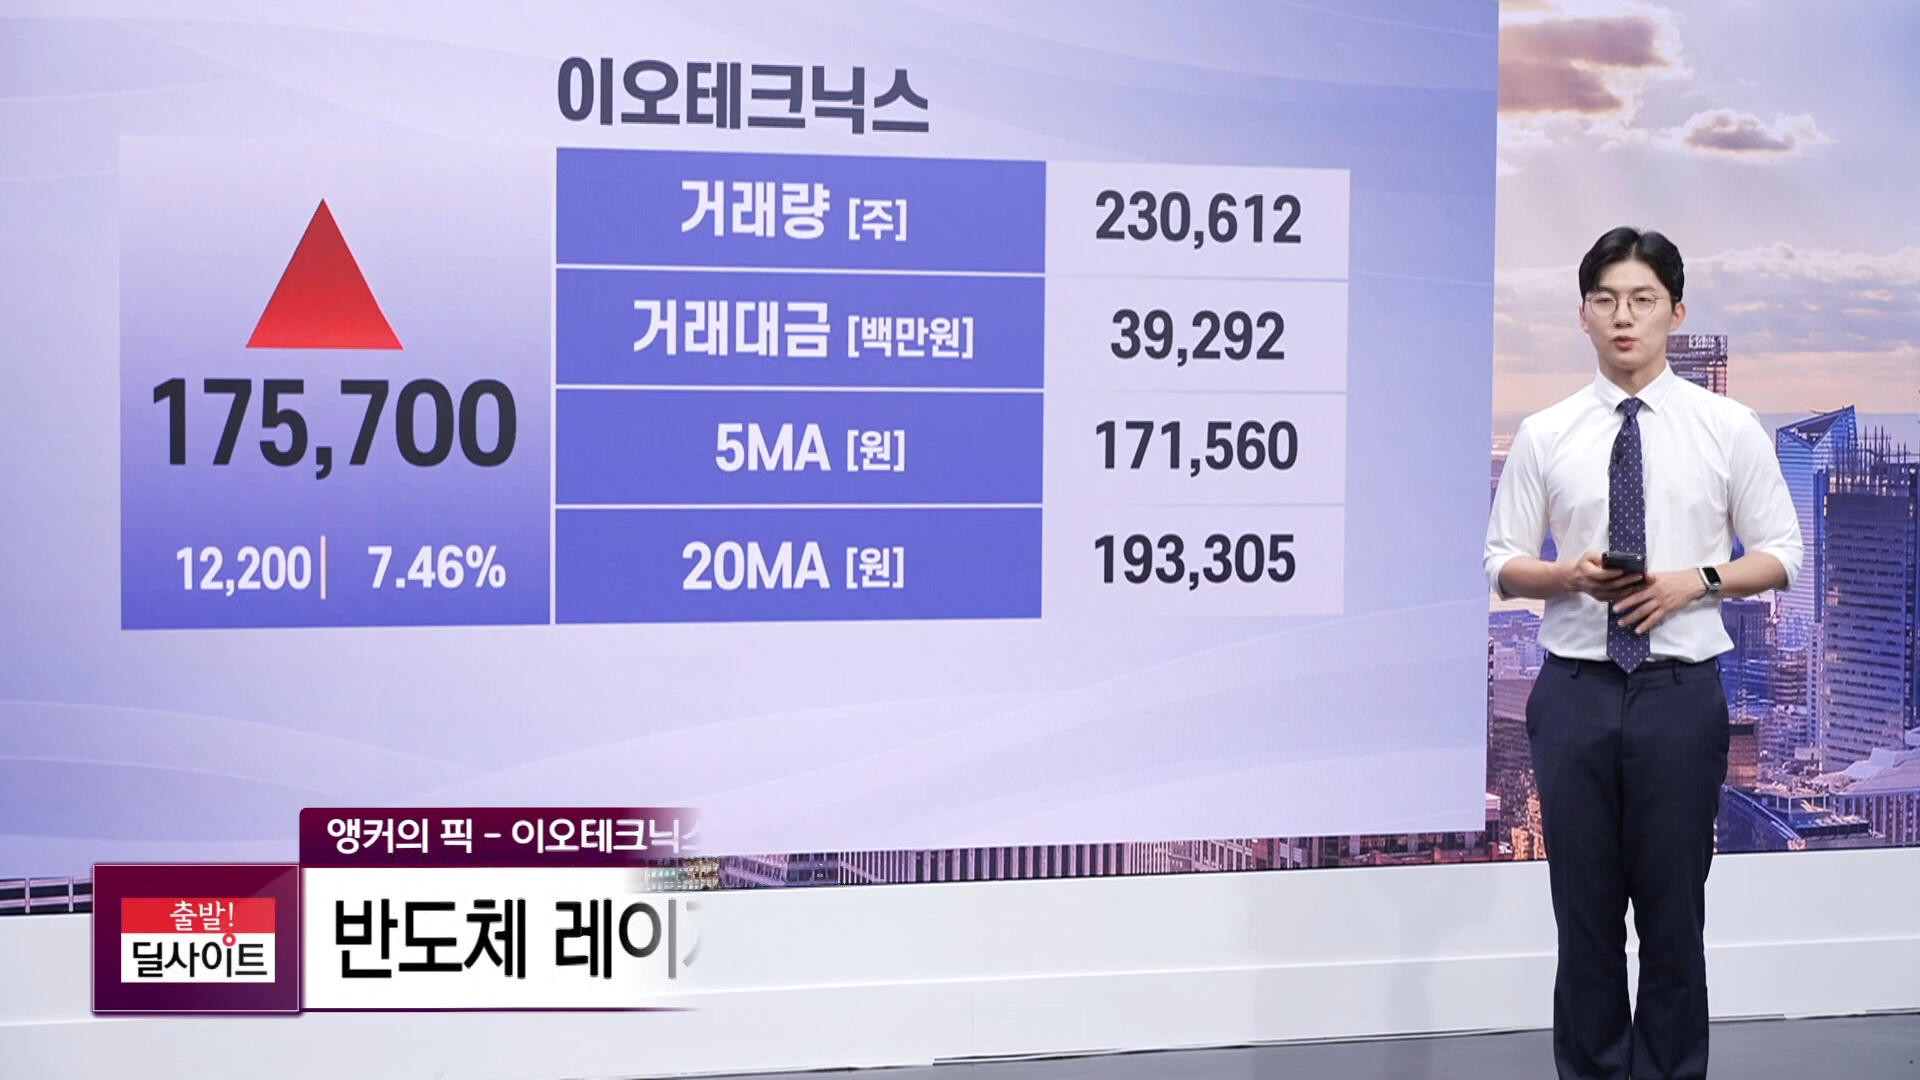 이오테크닉스
175,700
12,200 7.46%
거래량 [주] 230,612
거래대금 [백만원] 39,292
5MA [원] 171,560
20MA [원] 193,305
앵커의 픽 - 이오테크닉스
출발!
딜사이트
반도체 레이